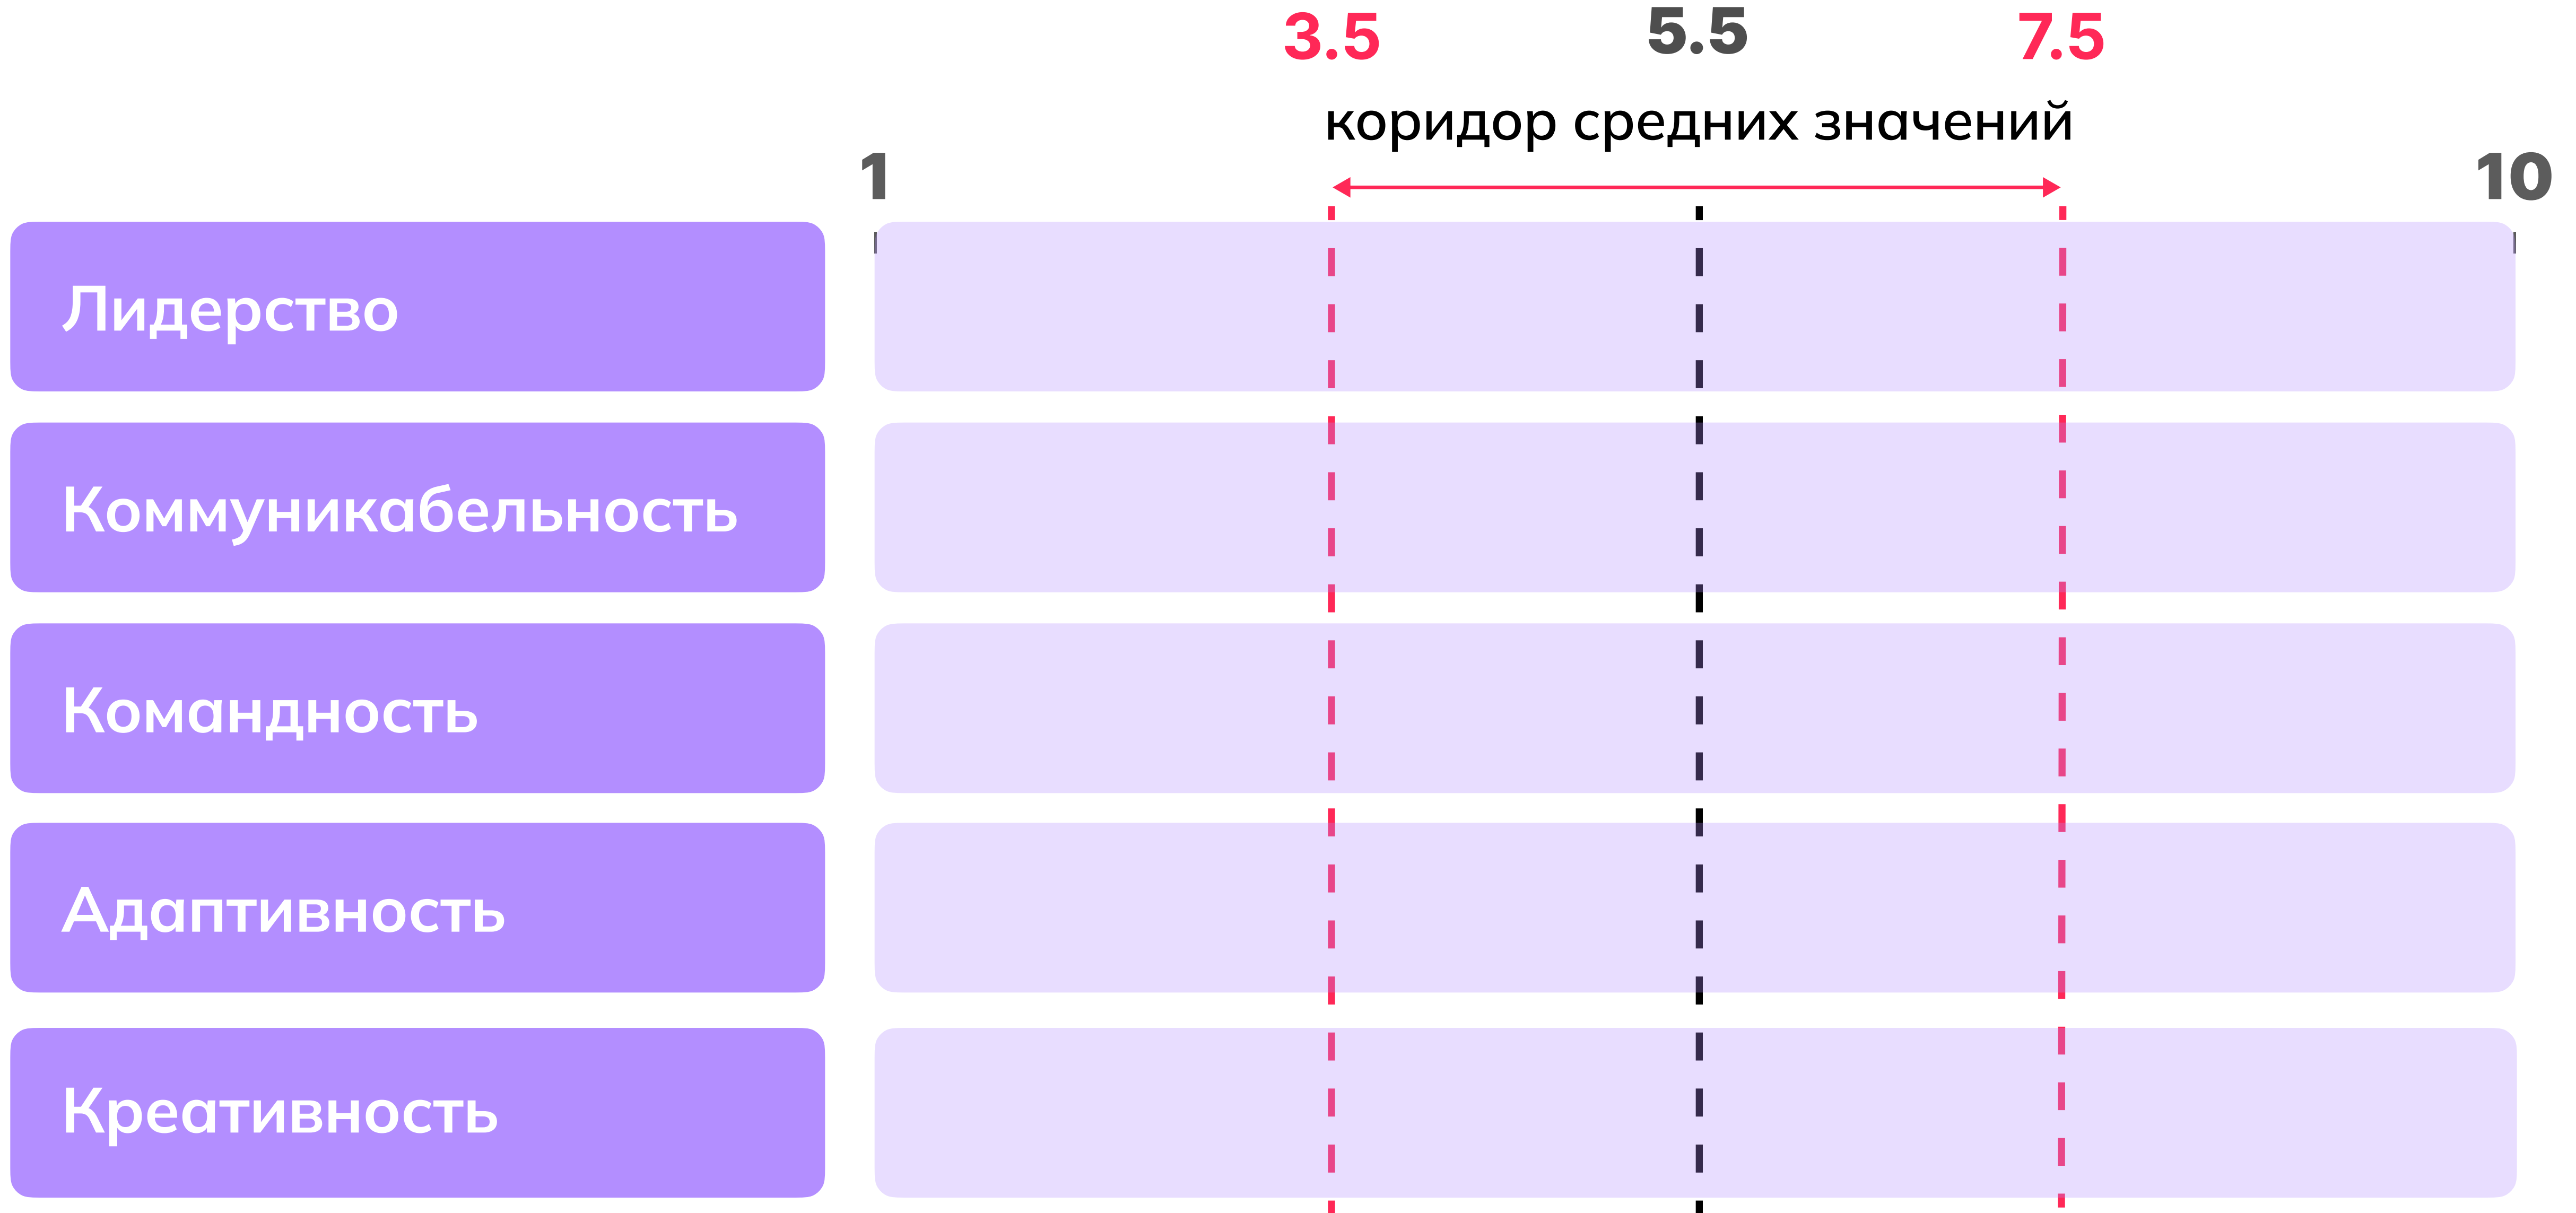 3.5 5.5 7.5
коридор средних значений
1 10
Лидерство
Коммуникабельность
Командность
Адаптивность
Креативность